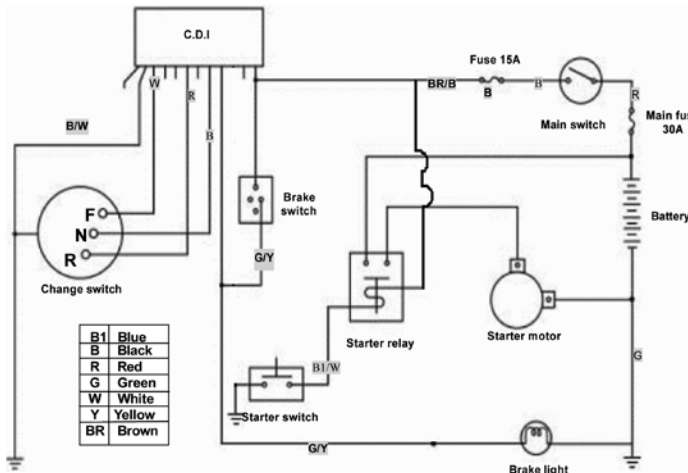 C.D.I
Fuse 15A
BR/B
B
B
R
Main switch
Main fus
30A
W
R
B
B/W
F
N
R
Change switch
Brake
switch
G/Y
Battery
Starter relay
Starter motor
B1/W
G
Starter switch
G/Y
Brake light
B1 Blue
B Black
R Red
G Green
W White
Y Yellow
BR Brown